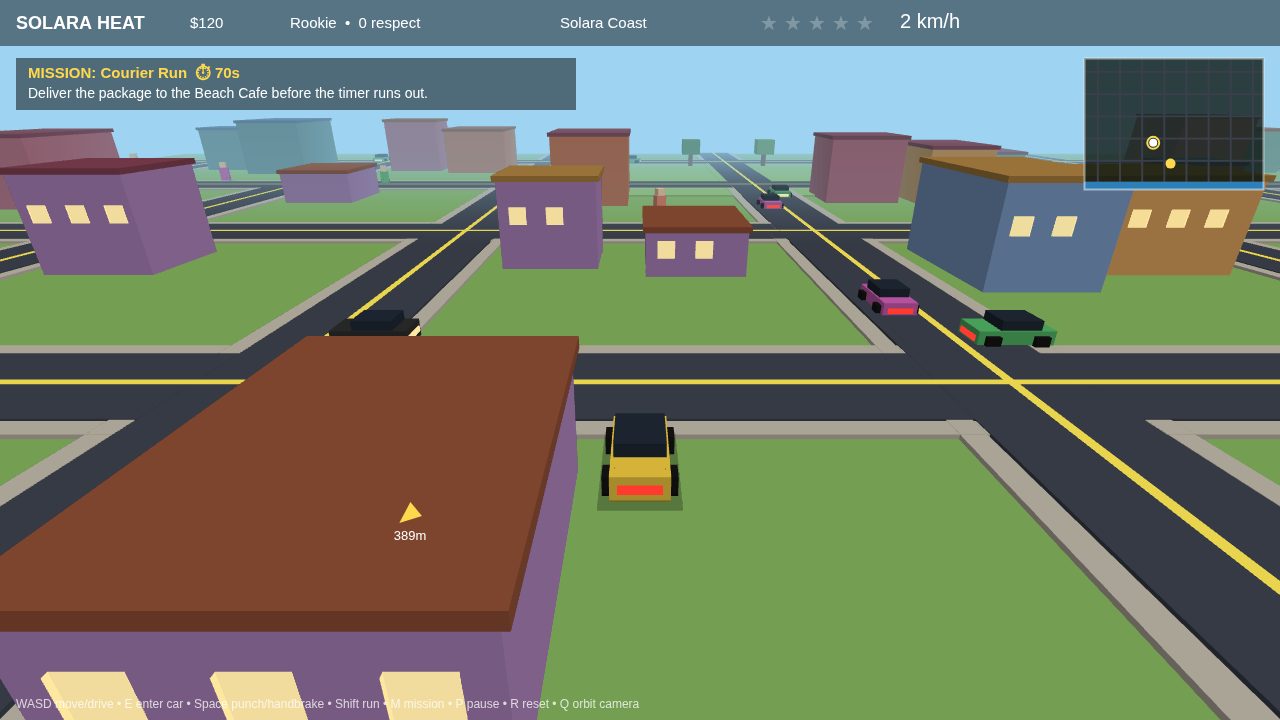 SOLARA HEAT $120 Rookie • 0 respect Solara Coast ★★★★★ 2 km/h
MISSION: Courier Run ⏱ 70s
Deliver the package to the Beach Cafe before the timer runs out.
389m
WASD move/drive • E enter car • Space punch/handbrake • Shift run • M mission • P pause • R reset • Q orbit camera